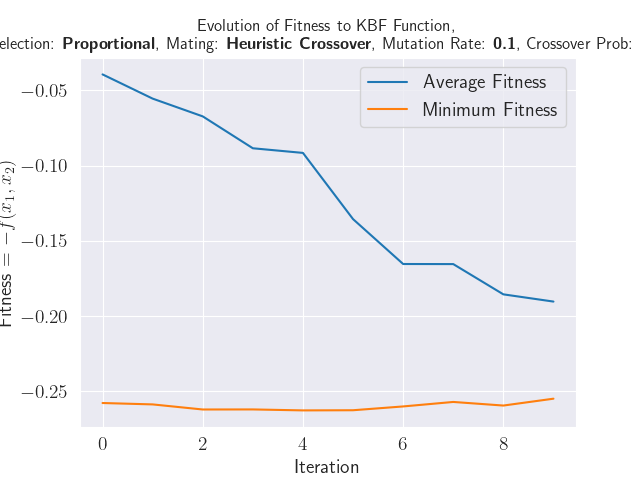 Evolution of Fitness to KBF Function,
election: Proportional, Mating: Heuristic Crossover, Mutation Rate: 0.1, Crossover Prob:
Average Fitness
Minimum Fitness
−0.05
−0.10
−0.15
−0.20
−0.25
Fitness = −f(x₁, x₂)
0 2 4 6 8
Iteration